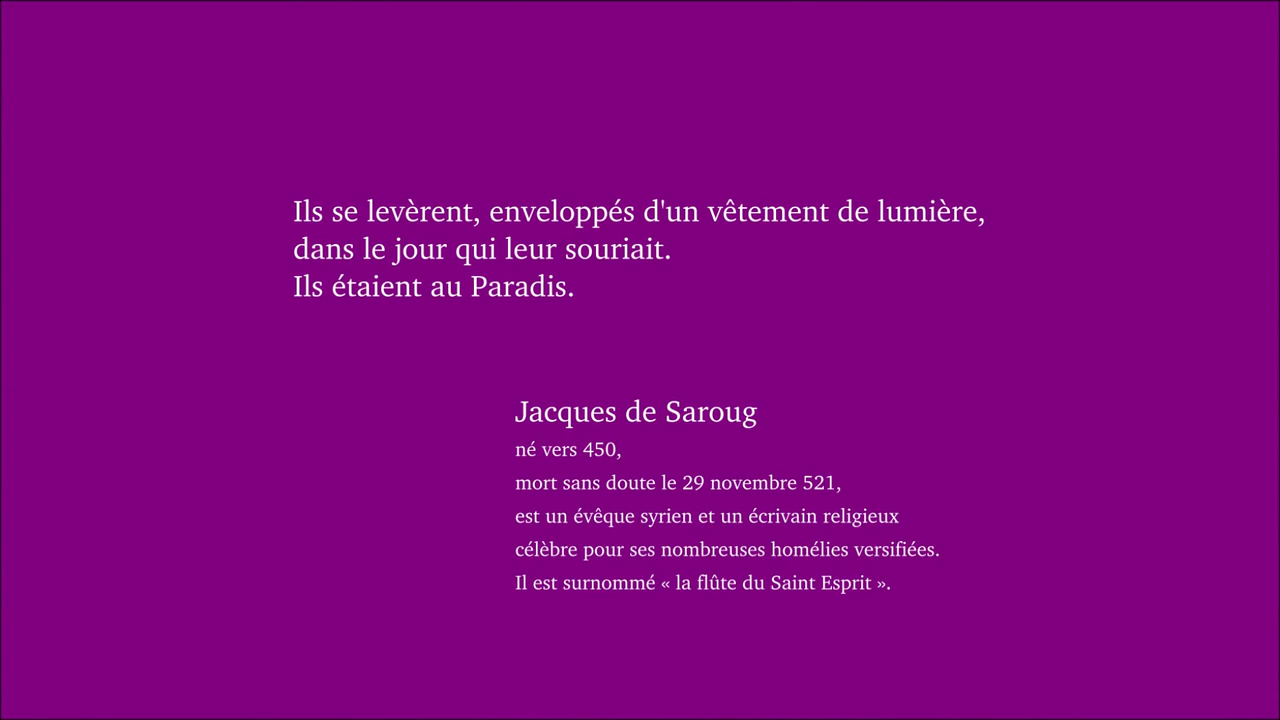 Ils se levèrent, enveloppés d'un vêtement de lumière,
dans le jour qui leur souriait.
Ils étaient au Paradis.
Jacques de Saroug
né vers 450,
mort sans doute le 29 novembre 521,
est un évêque syrien et un écrivain religieux
célèbre pour ses nombreuses homélies versifiées.
Il est surnommé « la flûte du Saint Esprit ».